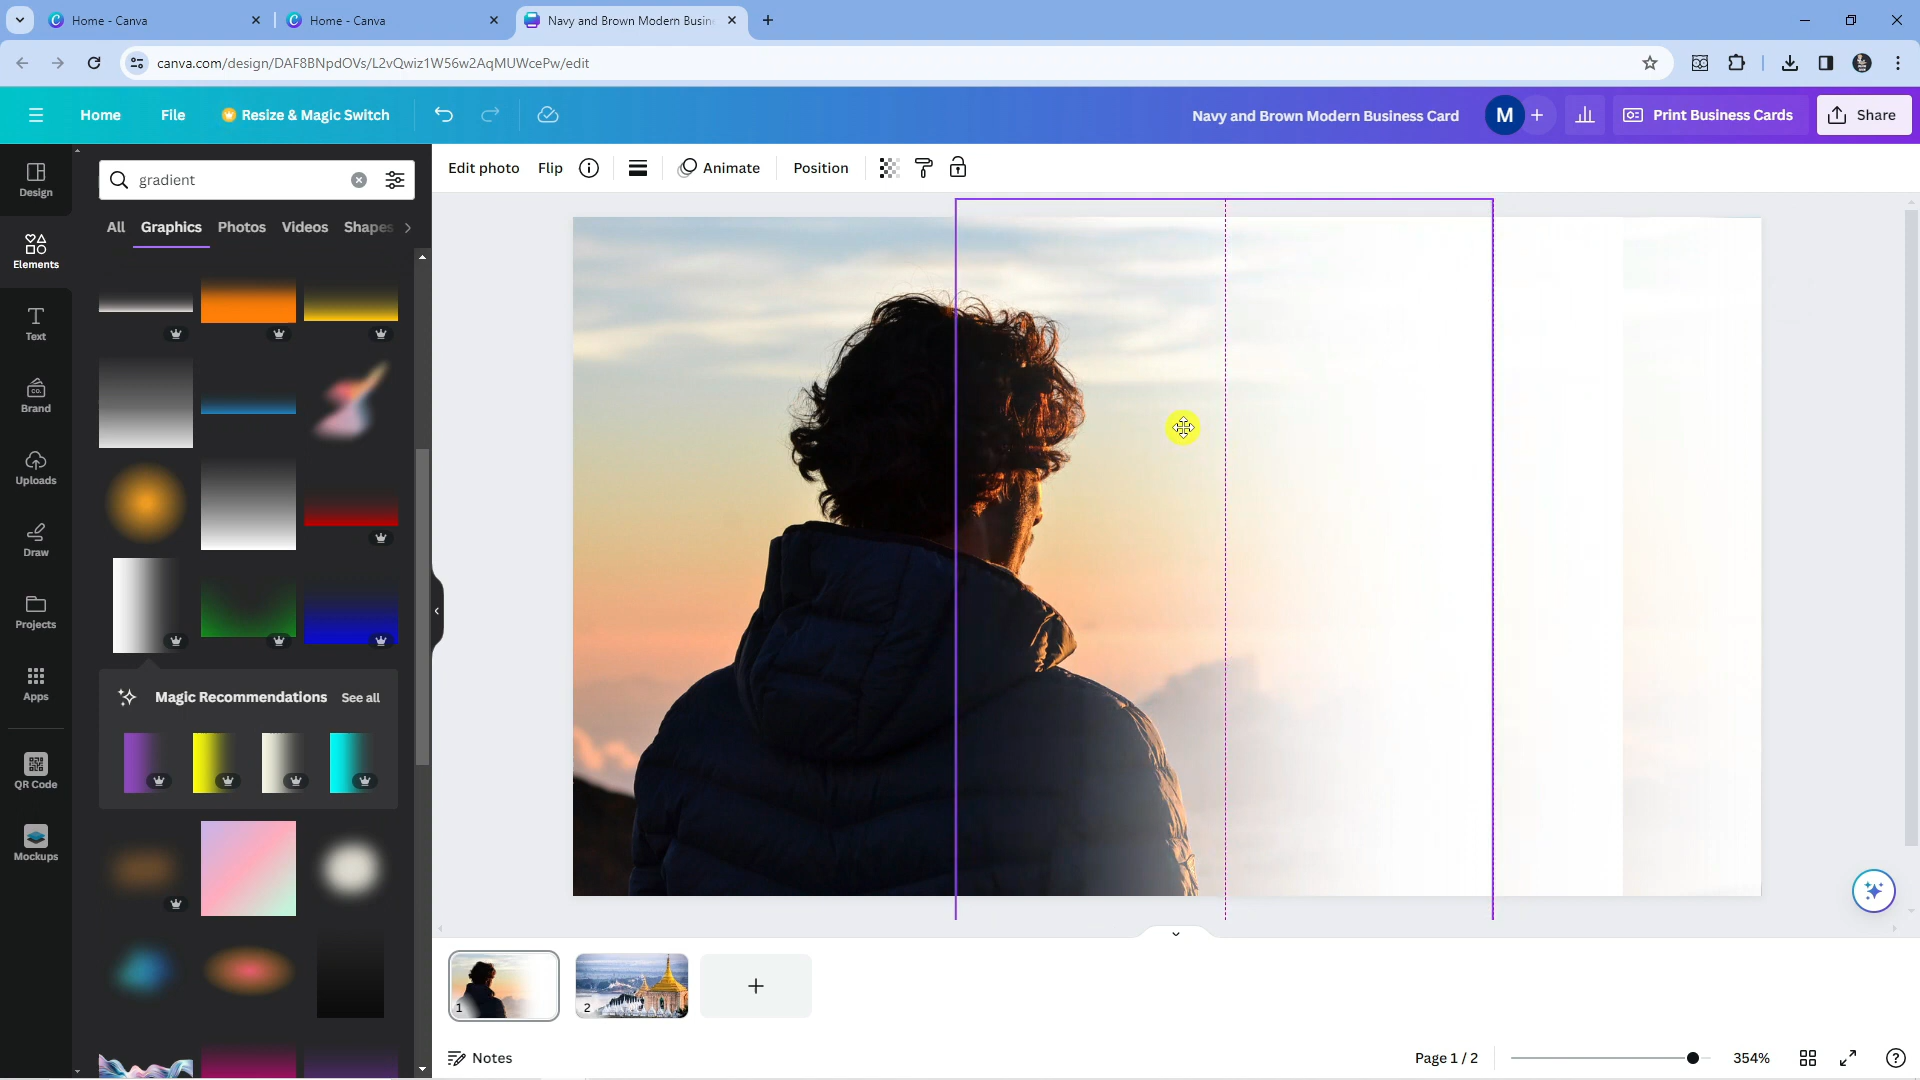 Home - Canva
Home - Canva
Navy and Brown Modern Busin
canva.com/design/DAF8BNpdOVs/L2vQwiz1W56w2AqMUWcePw/edit
Home
File
Resize & Magic Switch
Navy and Brown Modern Business Card
M
Print Business Cards
Share
Design
Elements
Text
Brand
Uploads
Draw
Projects
Apps
QR Code
Mockups
gradient
All
Graphics
Photos
Videos
Shapes
Edit photo
Flip
Animate
Position
Magic Recommendations
See all
1
2
Notes
Page 1 / 2
354%